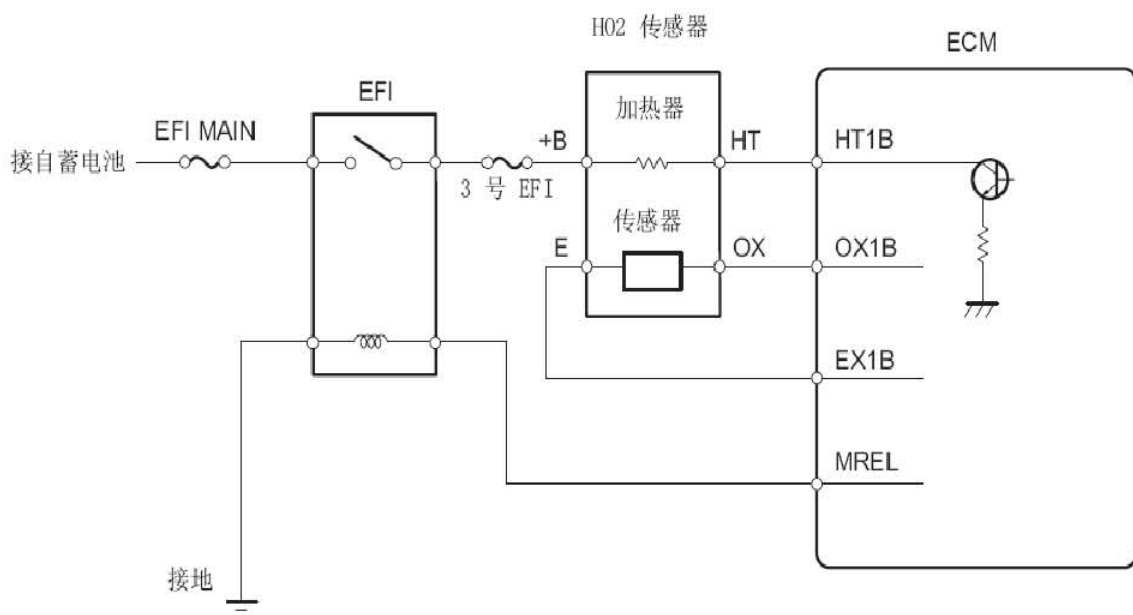 HO2 传感器
ECM
EFI
加热器
EFI MAIN
+B
HT
HT1B
接自蓄电池
3 号 EFI
传感器
E
OX
OX1B
EX1B
MREL
接地